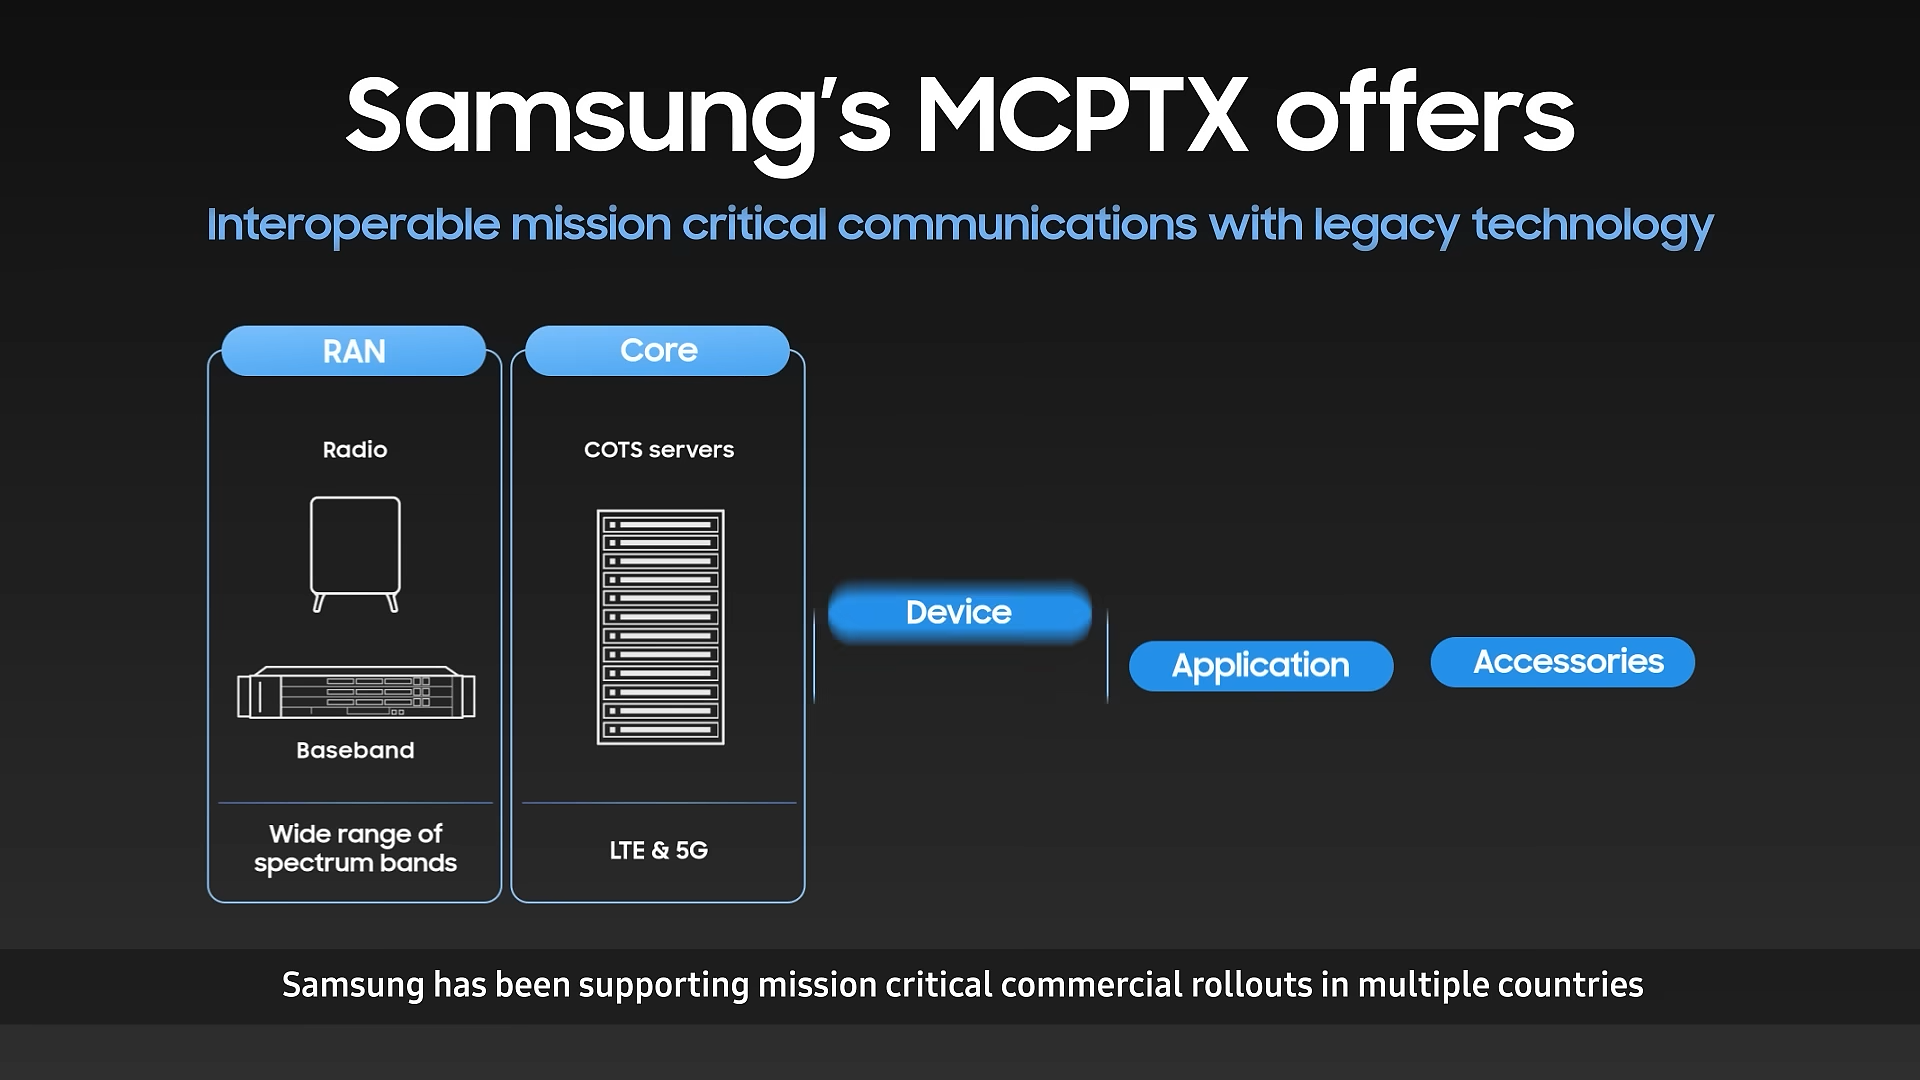 Samsung’s MCPTX offers
Interoperable mission critical communications with legacy technology
RAN
Radio
Baseband
Wide range of
spectrum bands
Core
COTS servers
LTE & 5G
Device
Application
Accessories
Samsung has been supporting mission critical commercial rollouts in multiple countries